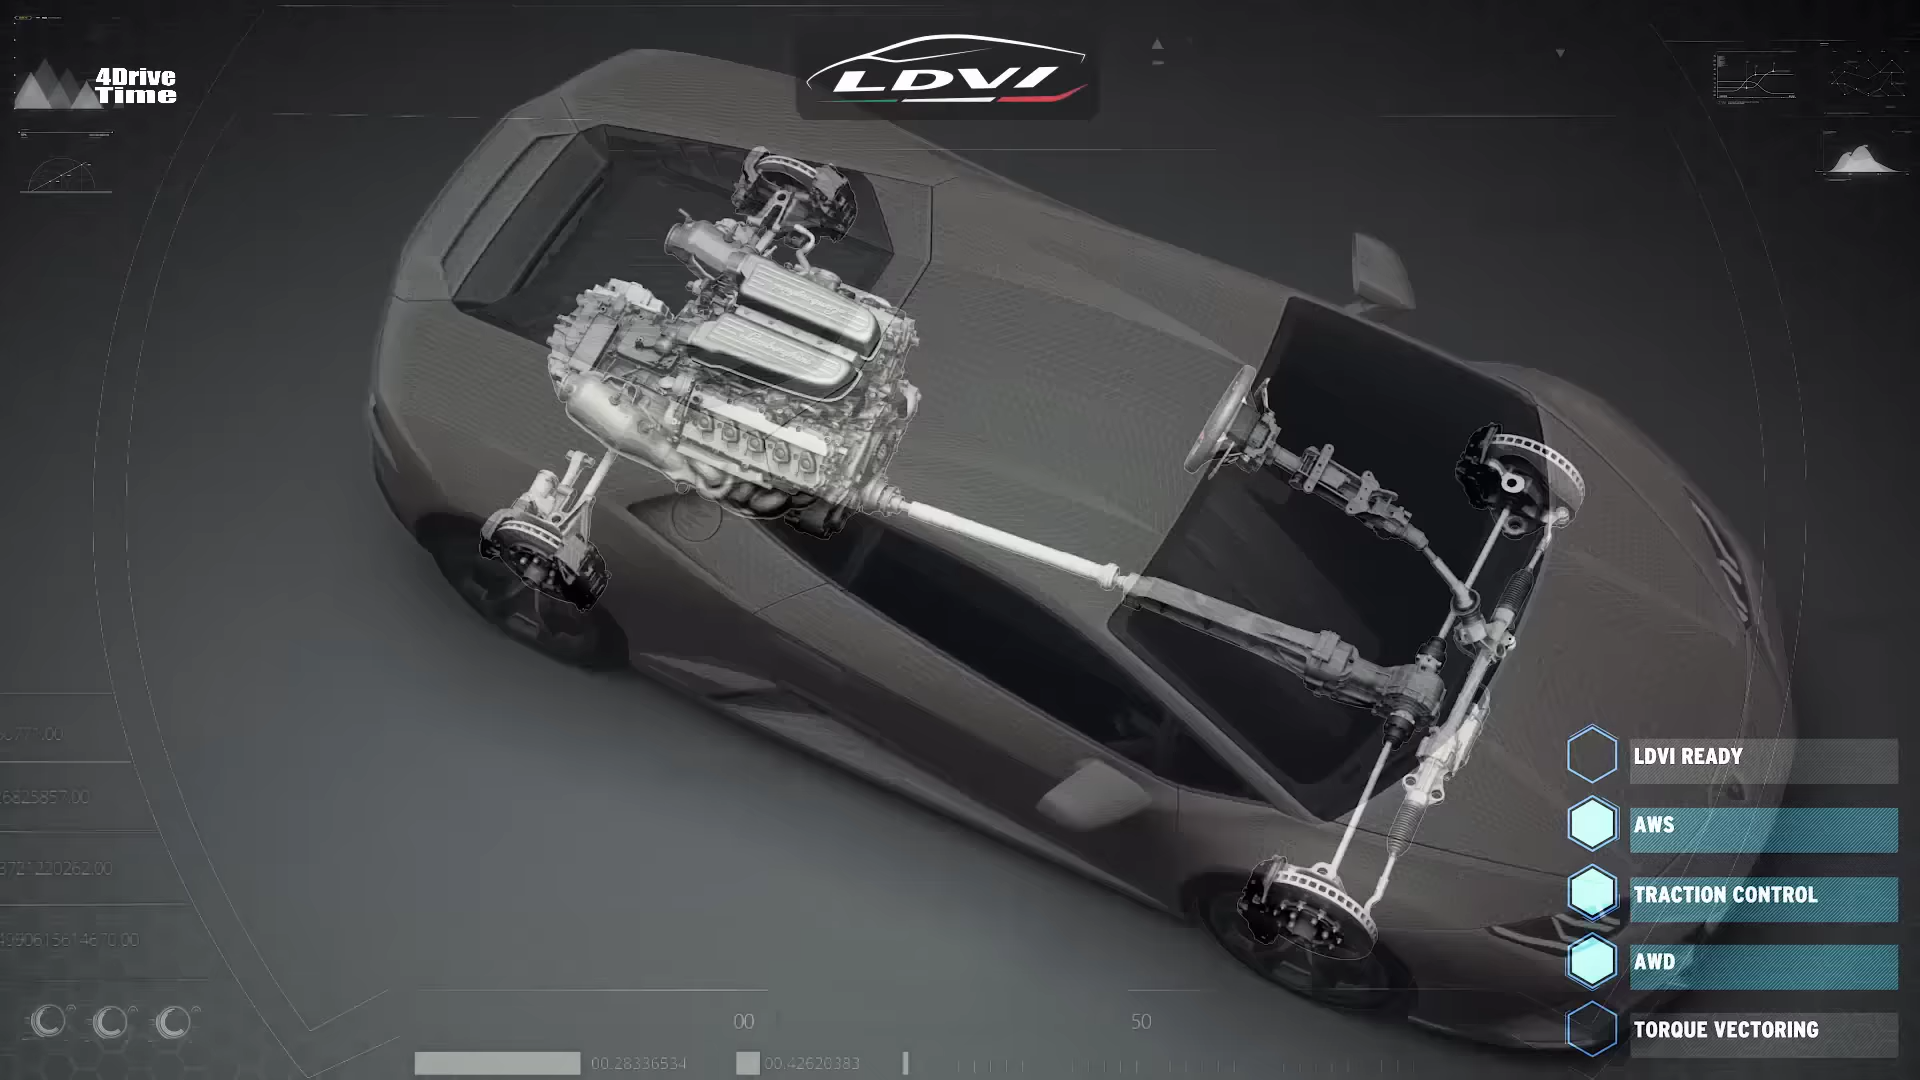 4Drive
Time
LDVI
LDVI READY
AWS
TRACTION CONTROL
AWD
TORQUE VECTORING
00
50
00.28336534
00.42620383